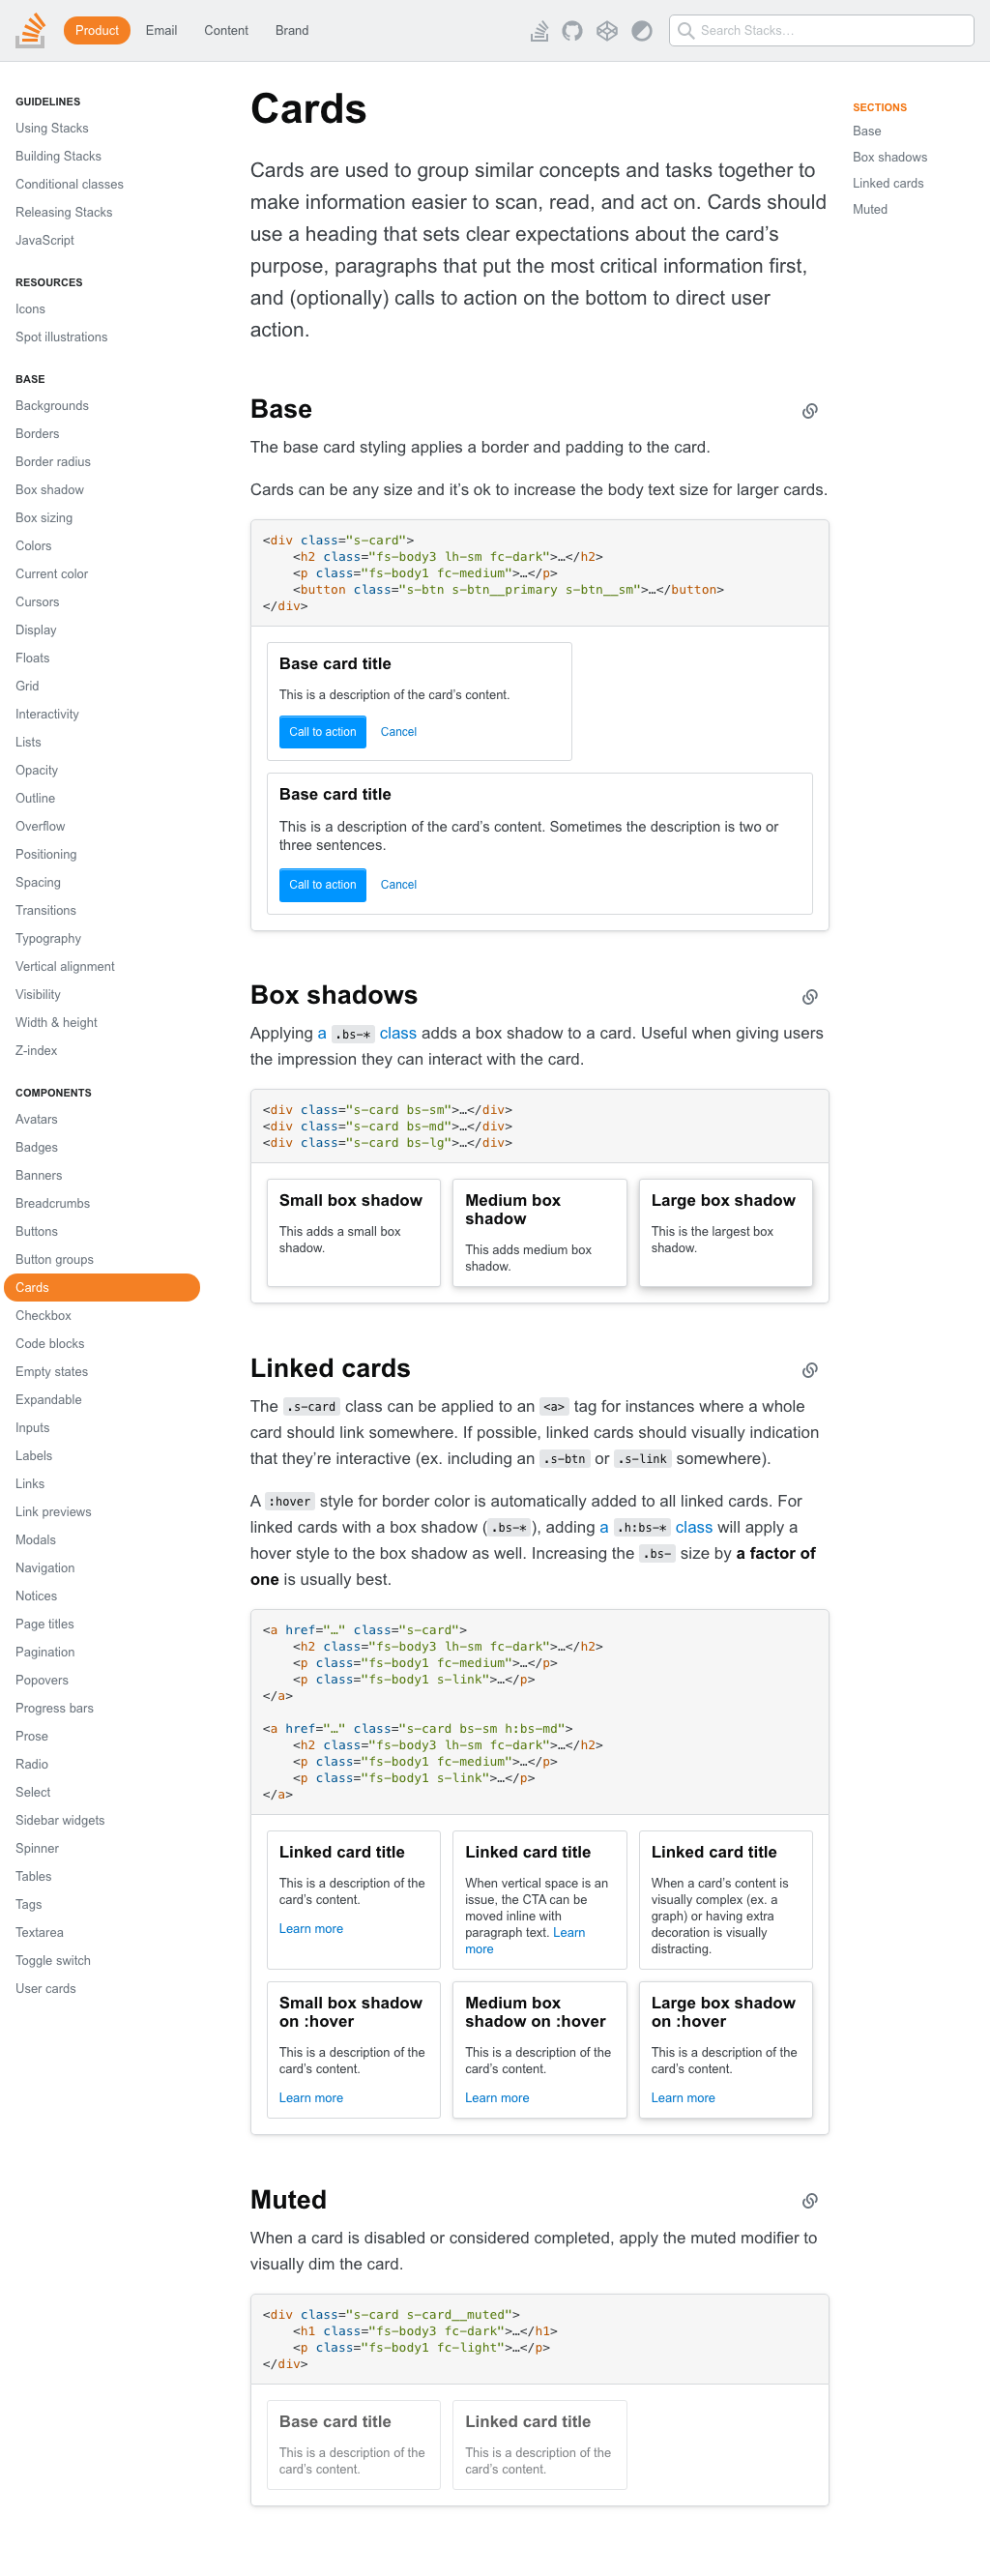 Product
Email
Content
Brand
Search Stacks…
GUIDELINES
Using Stacks
Building Stacks
Conditional classes
Releasing Stacks
JavaScript
RESOURCES
Icons
Spot illustrations
BASE
Backgrounds
Borders
Border radius
Box shadow
Box sizing
Colors
Current color
Cursors
Display
Floats
Grid
Interactivity
Lists
Opacity
Outline
Overflow
Positioning
Spacing
Transitions
Typography
Vertical alignment
Visibility
Width & height
Z-index
COMPONENTS
Avatars
Badges
Banners
Breadcrumbs
Buttons
Button groups
Cards
Checkbox
Code blocks
Empty states
Expandable
Inputs
Labels
Links
Link previews
Modals
Navigation
Notices
Page titles
Pagination
Popovers
Progress bars
Prose
Radio
Select
Sidebar widgets
Spinner
Tables
Tags
Textarea
Toggle switch
User cards
Cards
Cards are used to group similar concepts and tasks together to
make information easier to scan, read, and act on. Cards should
use a heading that sets clear expectations about the card’s
purpose, paragraphs that put the most critical information first,
and (optionally) calls to action on the bottom to direct user
action.
Base
The base card styling applies a border and padding to the card.
Cards can be any size and it’s ok to increase the body text size for larger cards.
<div class="s-card">
    <h2 class="fs-body3 lh-sm fc-dark">…</h2>
    <p class="fs-body1 fc-medium">…</p>
    <button class="s-btn s-btn__primary s-btn__sm">…</button>
</div>
Base card title
This is a description of the card’s content.
Call to action Cancel
Base card title
This is a description of the card’s content. Sometimes the description is two or
three sentences.
Call to action Cancel
Box shadows
Applying a .bs-* class adds a box shadow to a card. Useful when giving users
the impression they can interact with the card.
<div class="s-card bs-sm">…</div>
<div class="s-card bs-md">…</div>
<div class="s-card bs-lg">…</div>
Small box shadow
This adds a small box
shadow.
Medium box
shadow
This adds medium box
shadow.
Large box shadow
This is the largest box
shadow.
Linked cards
The .s-card class can be applied to an <a> tag for instances where a whole
card should link somewhere. If possible, linked cards should visually indication
that they’re interactive (ex. including an .s-btn or .s-link somewhere).
A :hover style for border color is automatically added to all linked cards. For
linked cards with a box shadow (.bs-*), adding a .h:bs-* class will apply a
hover style to the box shadow as well. Increasing the .bs- size by a factor of
one is usually best.
<a href="…" class="s-card">
    <h2 class="fs-body3 lh-sm fc-dark">…</h2>
    <p class="fs-body1 fc-medium">…</p>
    <p class="fs-body1 s-link">…</p>
</a>
<a href="…" class="s-card bs-sm h:bs-md">
    <h2 class="fs-body3 lh-sm fc-dark">…</h2>
    <p class="fs-body1 fc-medium">…</p>
    <p class="fs-body1 s-link">…</p>
</a>
Linked card title
This is a description of the
card’s content.
Learn more
Linked card title
When vertical space is an
issue, the CTA can be
moved inline with
paragraph text. Learn
more
Linked card title
When a card’s content is
visually complex (ex. a
graph) or having extra
decoration is visually
distracting.
Small box shadow
on :hover
This is a description of the
card’s content.
Learn more
Medium box
shadow on :hover
This is a description of the
card’s content.
Learn more
Large box shadow
on :hover
This is a description of the
card’s content.
Learn more
Muted
When a card is disabled or considered completed, apply the muted modifier to
visually dim the card.
<div class="s-card s-card__muted">
    <h1 class="fs-body3 fc-dark">…</h1>
    <p class="fs-body1 fc-light">…</p>
</div>
Base card title
This is a description of the
card’s content.
Linked card title
This is a description of the
card’s content.
SECTIONS
Base
Box shadows
Linked cards
Muted